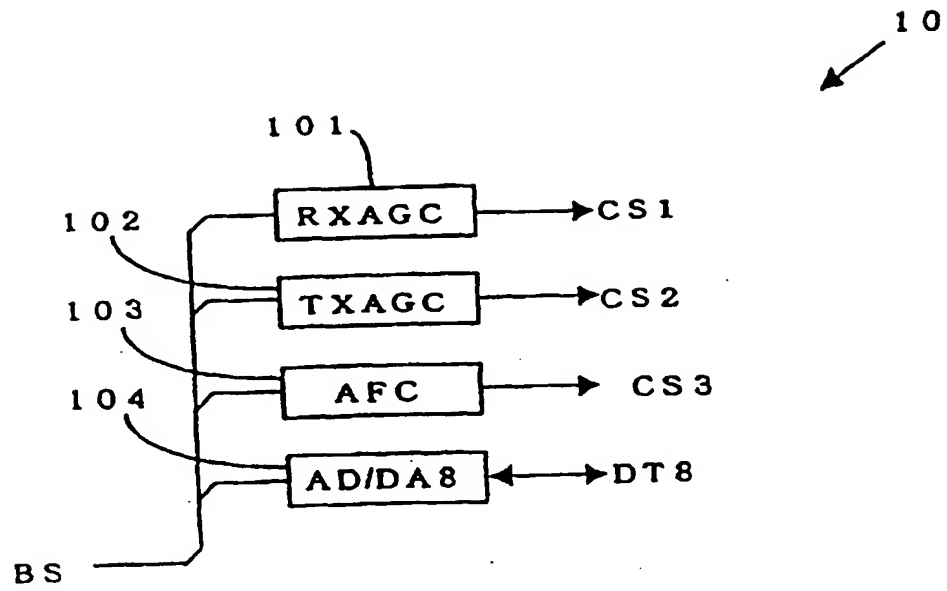 10
101
RXAGC CS1
102
TXAGC CS2
103
AFC CS3
104
AD/DA8 DT8
BS